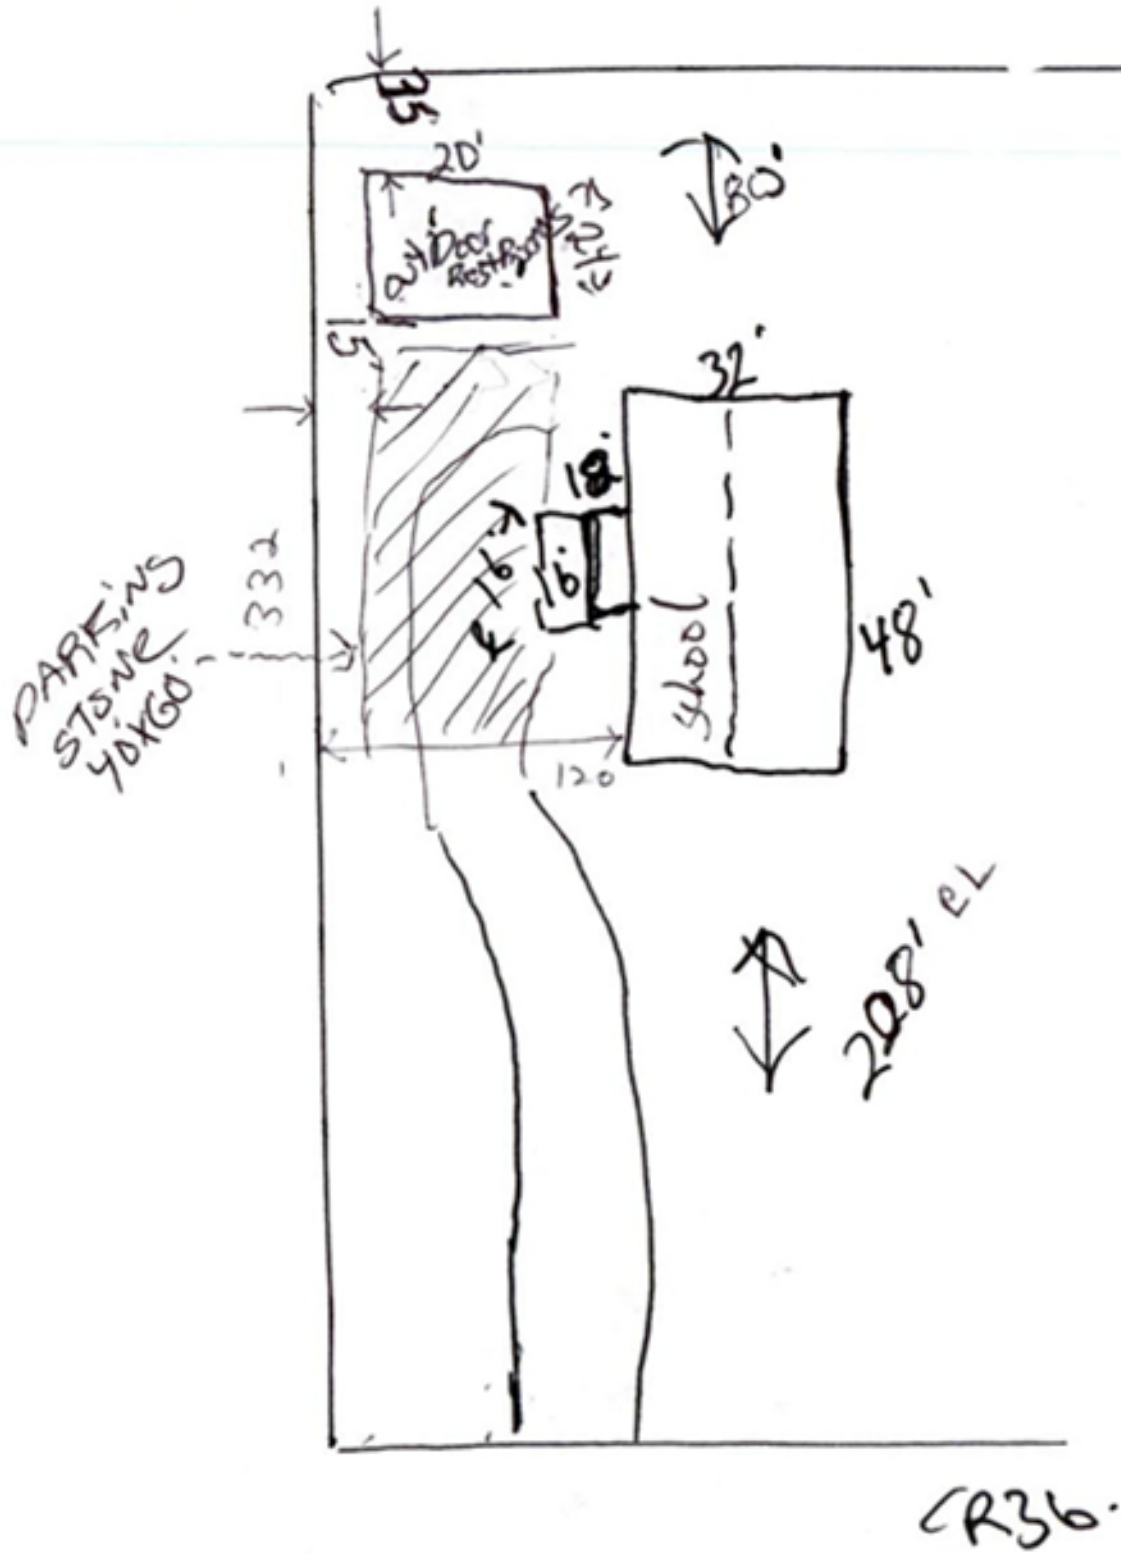 35'
20'
80'
OutDoor
RestRooms
24'
15'
32'
18'
332
16'
16'
PARKING
STONE
40X60
School
48'
120
208' CL
CR36.